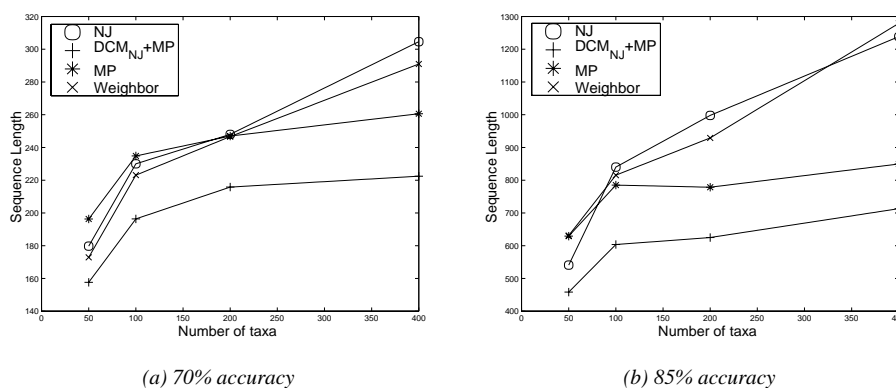 320
300
280
260
240
220
200
180
160
140
0 50 100 150 200 250 300 350 400
Sequence Length
Number of taxa
NJ
DCM_NJ+MP
MP
Weighbor
(a) 70% accuracy
1300
1200
1100
1000
900
800
700
600
500
400
0 50 100 150 200 250 300 350 400
Sequence Length
Number of taxa
NJ
DCM_NJ+MP
MP
Weighbor
(b) 85% accuracy